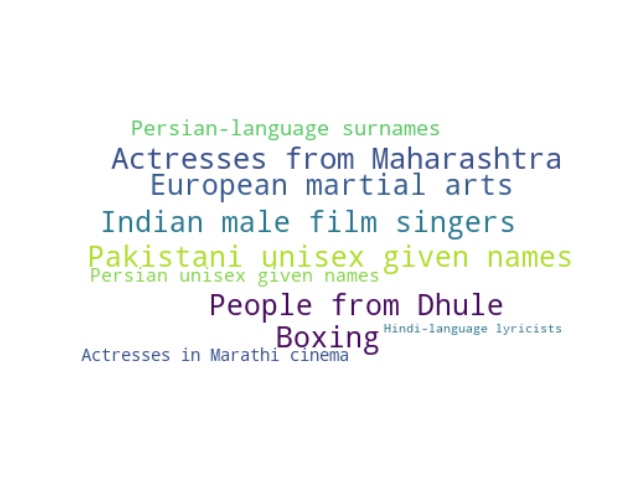 Persian-language surnames
Actresses from Maharashtra
European martial arts
Indian male film singers
Pakistani unisex given names
Persian unisex given names
People from Dhule
Boxing
Hindi-language lyricists
Actresses in Marathi cinema